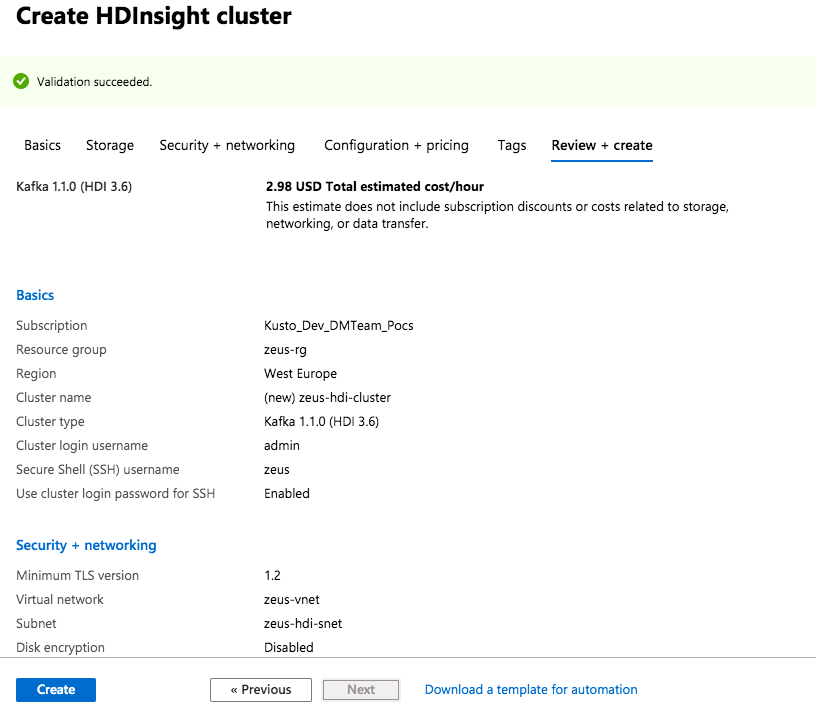 Create HDInsight cluster
Validation succeeded.
Basics Storage Security + networking Configuration + pricing Tags Review + create
Kafka 1.1.0 (HDI 3.6) 2.98 USD Total estimated cost/hour
This estimate does not include subscription discounts or costs related to storage,
networking, or data transfer.
Basics
Subscription Kusto_Dev_DMTeam_Pocs
Resource group zeus-rg
Region West Europe
Cluster name (new) zeus-hdi-cluster
Cluster type Kafka 1.1.0 (HDI 3.6)
Cluster login username admin
Secure Shell (SSH) username zeus
Use cluster login password for SSH Enabled
Security + networking
Minimum TLS version 1.2
Virtual network zeus-vnet
Subnet zeus-hdi-snet
Disk encryption Disabled
Create « Previous Next Download a template for automation